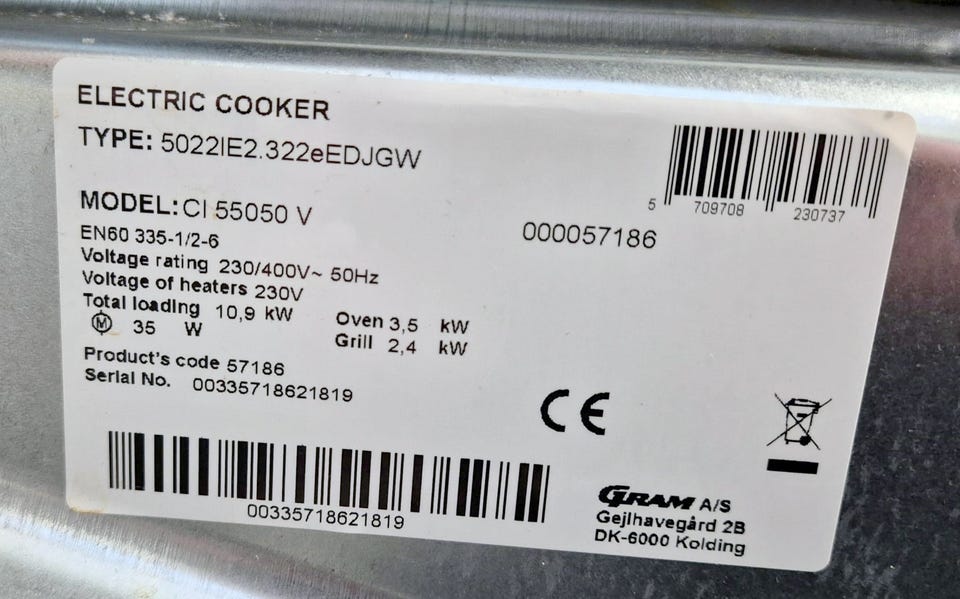 ELECTRIC COOKER
TYPE: 5022IE2.322eEDJGW
MODEL: CI 55050 V
EN60 335-1/2-6
Voltage rating 230/400V~ 50Hz
Voltage of heaters 230V
Total loading 10,9 kW
M 35 W
Oven 3,5 kW
Grill 2,4 kW
Product's code 57186
Serial No. 00335718621819
00335718621819
5 709708 230737
000057186
CE
GRAM A/S
Gejlhavegård 2B
DK-6000 Kolding